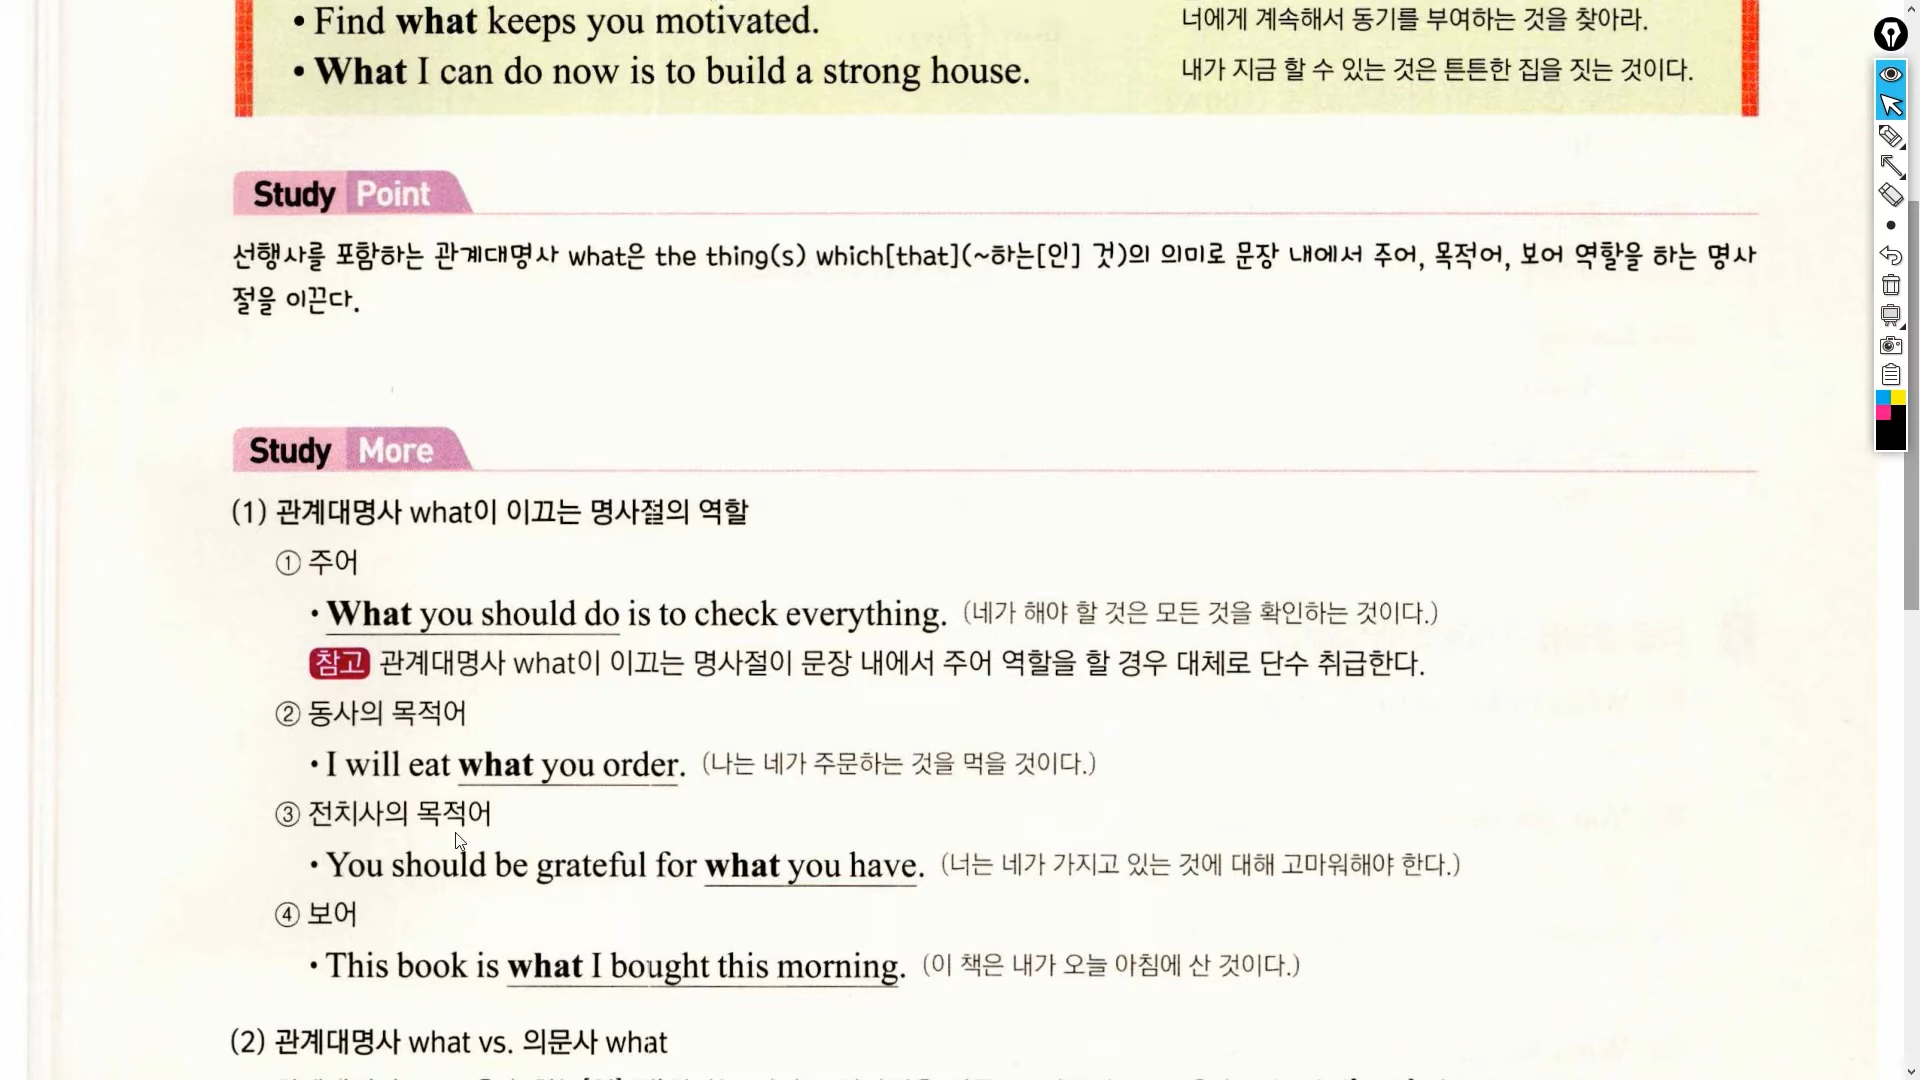 • Find what keeps you motivated. 너에게 계속해서 동기를 부여하는 것을 찾아라.
• What I can do now is to build a strong house. 내가 지금 할 수 있는 것은 튼튼한 집을 짓는 것이다.
Study Point
선행사를 포함하는 관계대명사 what은 the thing(s) which[that](~하는[인] 것)의 의미로 문장 내에서 주어, 목적어, 보어 역할을 하는 명사
절을 이끈다.
Study More
(1) 관계대명사 what이 이끄는 명사절의 역할
① 주어
• What you should do is to check everything. (네가 해야 할 것은 모든 것을 확인하는 것이다.)
참고 관계대명사 what이 이끄는 명사절이 문장 내에서 주어 역할을 할 경우 대체로 단수 취급한다.
② 동사의 목적어
• I will eat what you order. (나는 네가 주문하는 것을 먹을 것이다.)
③ 전치사의 목적어
• You should be grateful for what you have. (너는 네가 가지고 있는 것에 대해 고마워해야 한다.)
④ 보어
• This book is what I bought this morning. (이 책은 내가 오늘 아침에 산 것이다.)
(2) 관계대명사 what vs. 의문사 what